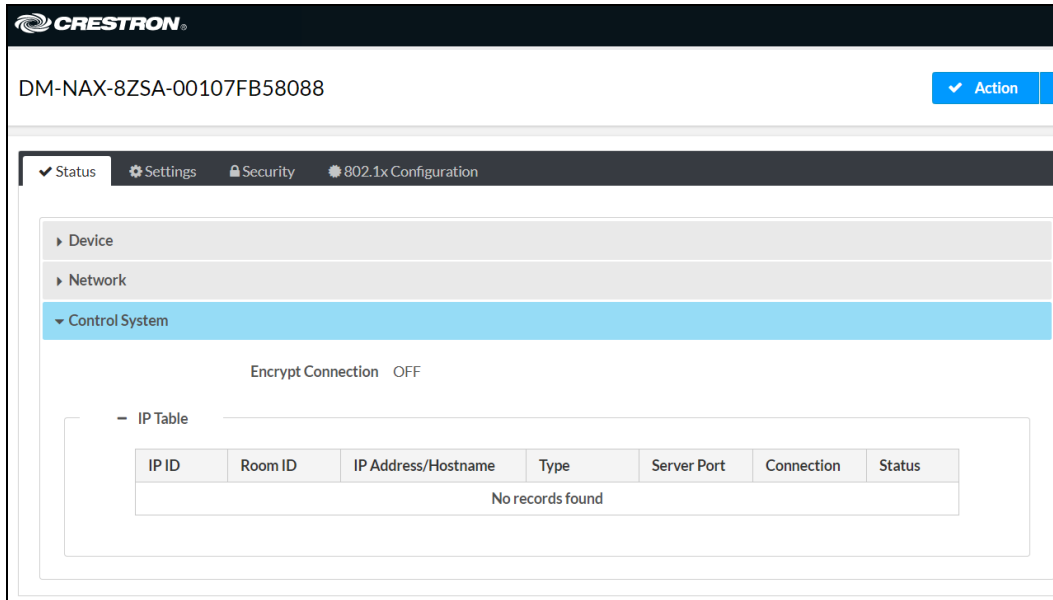 CRESTRON®
DM-NAX-8ZSA-00107FB58088
Action
Status Settings Security 802.1x Configuration
Device
Network
Control System
Encrypt Connection OFF
IP Table
IP ID Room ID IP Address/Hostname Type Server Port Connection Status
No records found